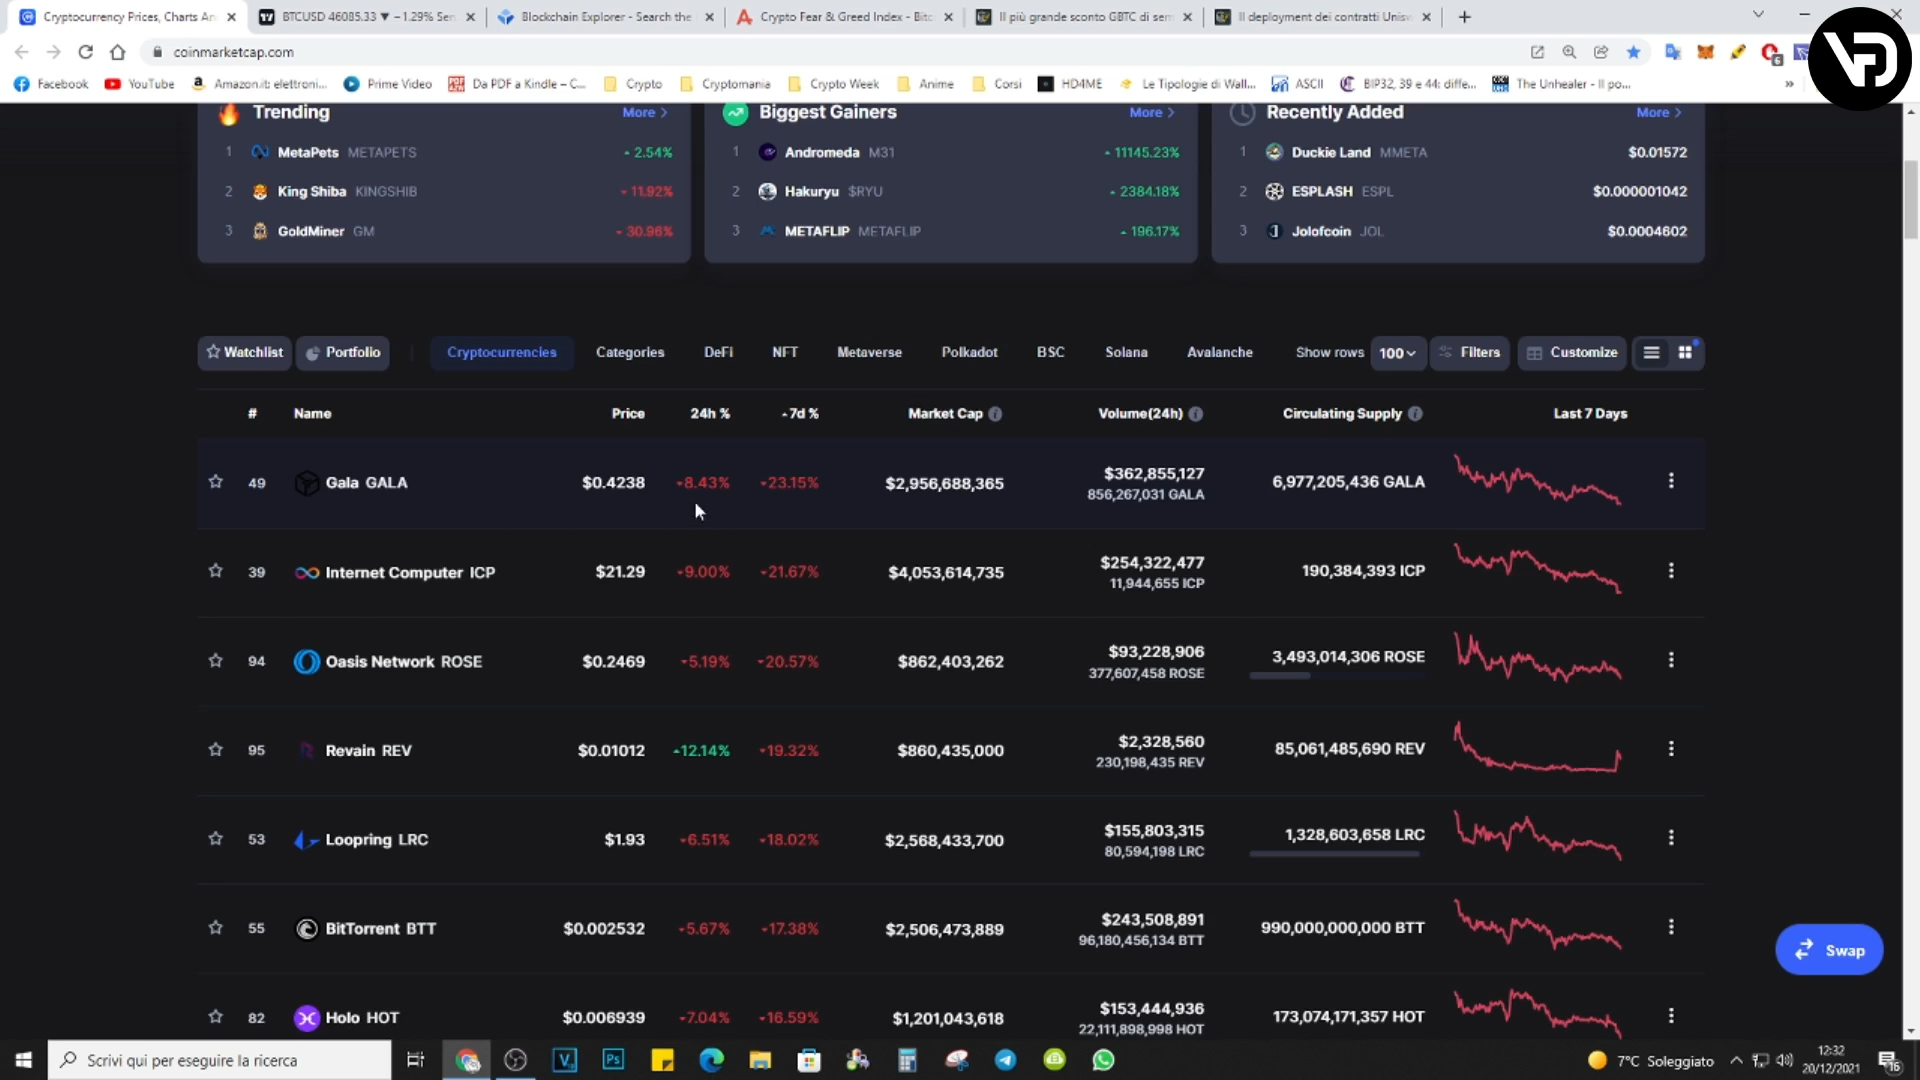 Cryptocurrency Prices, Charts An
BTCUSD 46085.33 ▼ −1.29% Sen
Blockchain Explorer - Search the
Crypto Fear & Greed Index - Bitc
Il più grande sconto GBTC di sem
Il deployment dei contratti Unisw
coinmarketcap.com
Facebook
YouTube
Amazon.it: elettroni...
Prime Video
Da PDF a Kindle – C...
Crypto
Cryptomania
Crypto Week
Anime
Corsi
HD4ME
Le Tipologie di Wall...
ASCII
BIP32, 39 e 44: diffe...
The Unhealer - Il po...
»
Trending More >
1 MetaPets METAPETS 2.54%
2 King Shiba KINGSHIB 11.92%
3 GoldMiner GM 30.96%
Biggest Gainers More >
1 Andromeda M31 11145.23%
2 Hakuryu $RYU 2384.18%
3 METAFLIP METAFLIP 196.17%
Recently Added More >
1 Duckie Land MMETA $0.01572
2 ESPLASH ESPL $0.000001042
3 Jolofcoin JOL $0.0004602
Watchlist Portfolio Cryptocurrencies Categories DeFi NFT Metaverse Polkadot BSC Solana Avalanche Show rows 100 Filters Customize
# Name Price 24h % 7d % Market Cap Volume(24h) Circulating Supply Last 7 Days
49 Gala GALA $0.4238 8.43% 23.15% $2,956,688,365 $362,855,127 6,977,205,436 GALA
856,267,031 GALA
39 Internet Computer ICP $21.29 9.00% 21.67% $4,053,614,735 $254,322,477 190,384,393 ICP
11,944,655 ICP
94 Oasis Network ROSE $0.2469 5.19% 20.57% $862,403,262 $93,228,906 3,493,014,306 ROSE
377,607,458 ROSE
95 Revain REV $0.01012 12.14% 19.32% $860,435,000 $2,328,560 85,061,485,690 REV
230,198,435 REV
53 Loopring LRC $1.93 6.51% 18.02% $2,568,433,700 $155,803,315 1,328,603,658 LRC
80,594,198 LRC
55 BitTorrent BTT $0.002532 5.67% 17.38% $2,506,473,889 $243,508,891 990,000,000,000 BTT
96,180,456,134 BTT
82 Holo HOT $0.006939 7.04% 16.59% $1,201,043,618 $153,444,936 173,074,171,357 HOT
22,111,898,998 HOT
Swap
Scrivi qui per eseguire la ricerca
7°C Soleggiato
12:32
20/12/2021
16